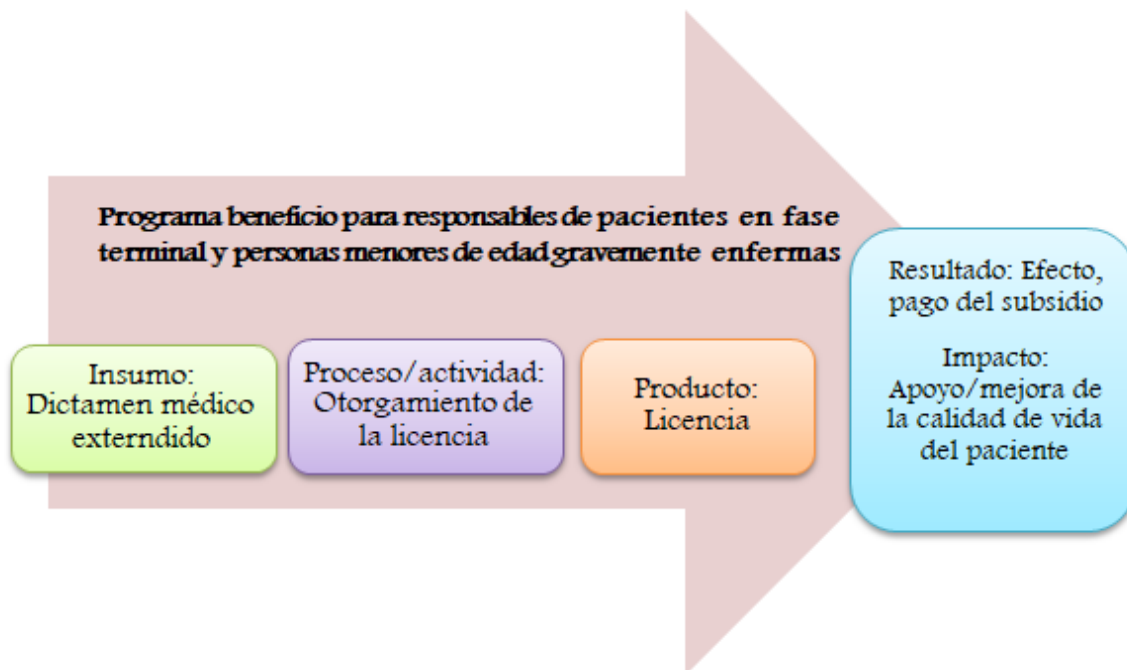 Programa beneficio para responsables de pacientes en fase
terminal y personas menores de edad gravemente enfermas
Insumo:
Dictamen médico
externdido
Proceso/actividad:
Otorgamiento de
la licencia
Producto:
Licencia
Resultado: Efecto,
pago del subsidio
Impacto:
Apoyo/mejora de
la calidad de vida
del paciente